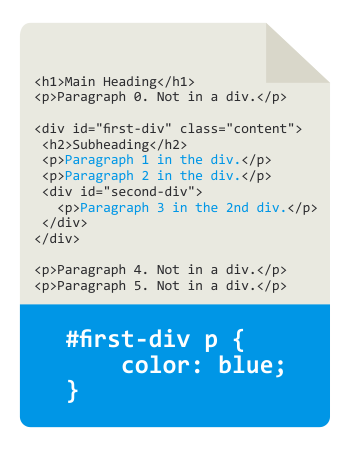 <h1>Main Heading</h1>
<p>Paragraph 0. Not in a div.</p>

<div id="first-div" class="content">
 <h2>Subheading</h2>
 <p>Paragraph 1 in the div.</p>
 <p>Paragraph 2 in the div.</p>
 <div id="second-div">
   <p>Paragraph 3 in the 2nd div.</p>
 </div>
</div>

<p>Paragraph 4. Not in a div.</p>
<p>Paragraph 5. Not in a div.</p>

#first-div p {
    color: blue;
}